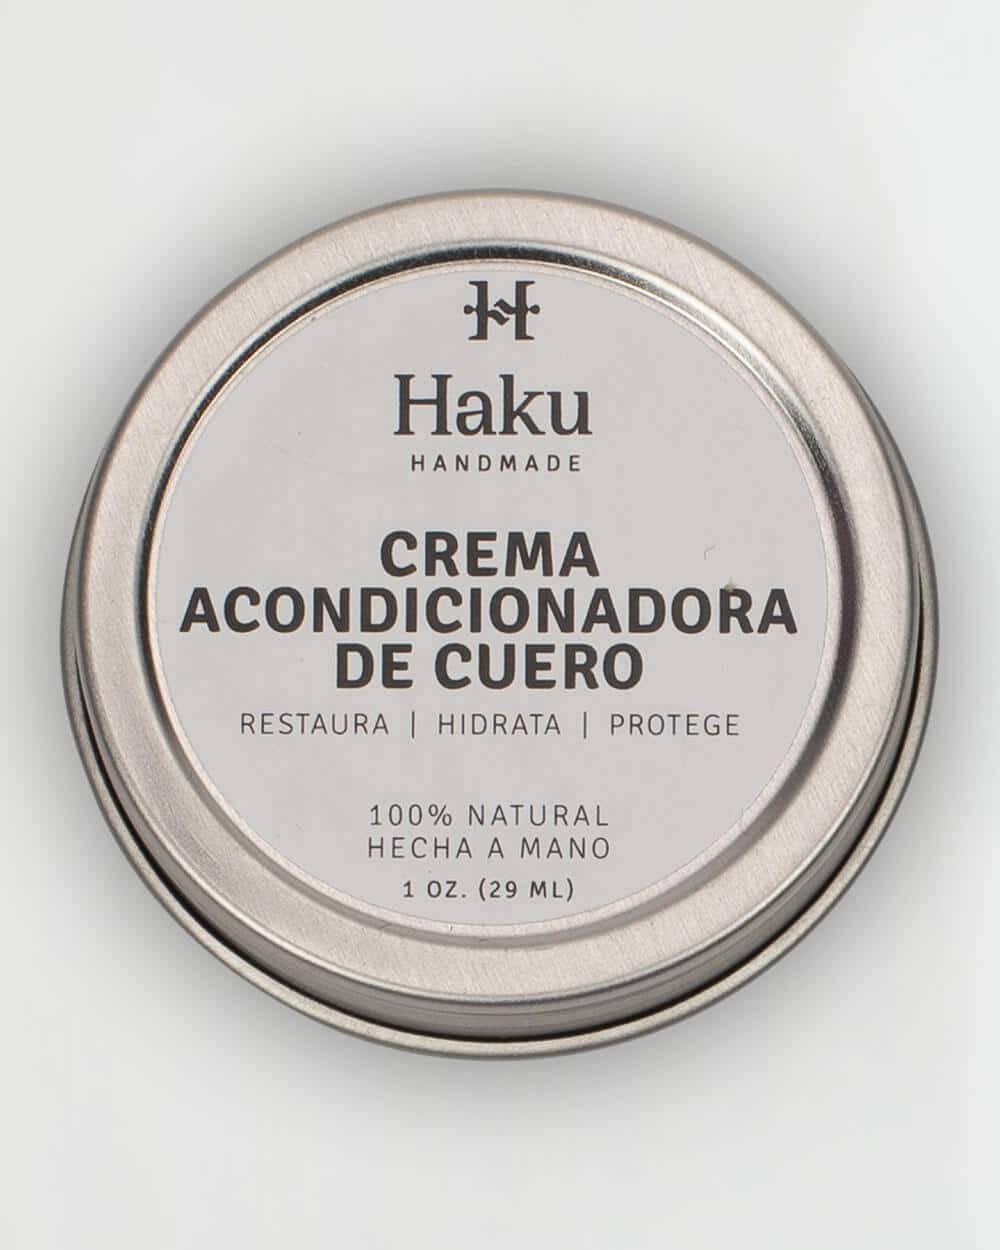 H
Haku
HANDMADE
CREMA
ACONDICIONADORA
DE CUERO
RESTAURA | HIDRATA | PROTEGE
100% NATURAL
HECHA A MANO
1 OZ. (29 ML)